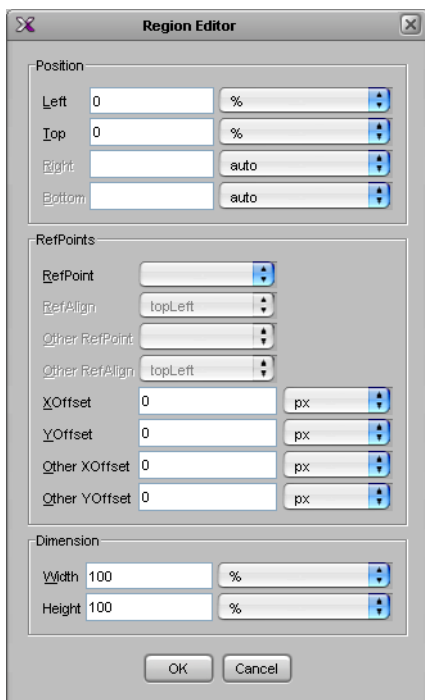 Region Editor
Position
Left 0 %
Top 0 %
Right auto
Bottom auto
RefPoints
RefPoint
RefAlign topLeft
Other RefPoint
Other RefAlign topLeft
XOffset 0 px
YOffset 0 px
Other XOffset 0 px
Other YOffset 0 px
Dimension
Width 100 %
Height 100 %
OK Cancel